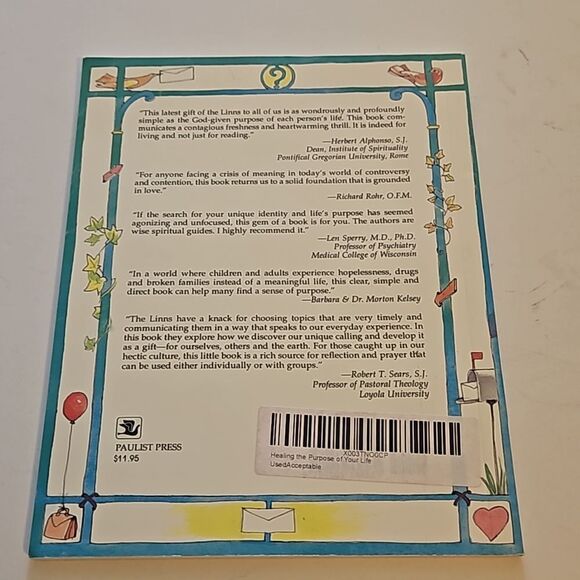 ?
"This latest gift of the Linns to all of us is as wondrously and profoundly
simple as the God-given purpose of each person's life. This book com-
municates a contagious freshness and heartwarming thrill. It is indeed for
living and not just for reading."
—Herbert Alphonso, S.J.
Dean, Institute of Spirituality
Pontifical Gregorian University, Rome
"For anyone facing a crisis of meaning in today's world of controversy
and contention, this book returns us to a solid foundation that is grounded
in love."
—Richard Rohr, O.F.M.
"If the search for your unique identity and life's purpose has seemed
agonizing and unfocused, this gem of a book is for you. The authors are
wise spiritual guides. I highly recommend it."
—Len Sperry, M.D., Ph.D.
Professor of Psychiatry
Medical College of Wisconsin
"In a world where children and adults experience hopelessness, drugs
and broken families instead of a meaningful life, this clear, simple and
direct book can help many find a sense of purpose."
—Barbara & Dr. Morton Kelsey
"The Linns have a knack for choosing topics that are very timely and
communicating them in a way that speaks to our everyday experience. In
this book they explore how we discover our unique calling and develop it
as a gift—for ourselves, others and the earth. For those caught up in our
hectic culture, this little book is a rich source for reflection and prayer that
can be used either individually or with groups."
—Robert T. Sears, S.J.
Professor of Pastoral Theology
Loyola University
PAULIST PRESS
$11.95
X003TNO0CP
Healing the Purpose of Your Life
UsedAcceptable